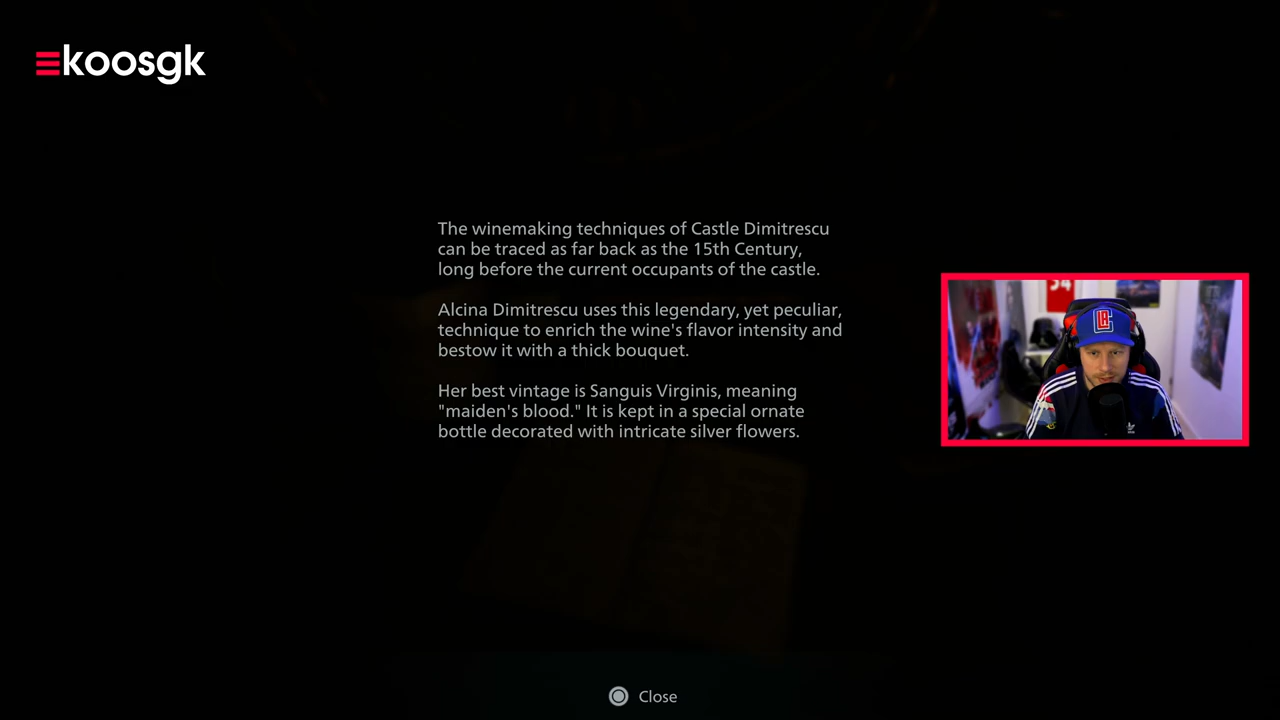 koosgk
The winemaking techniques of Castle Dimitrescu
can be traced as far back as the 15th Century,
long before the current occupants of the castle.
Alcina Dimitrescu uses this legendary, yet peculiar,
technique to enrich the wine's flavor intensity and
bestow it with a thick bouquet.
Her best vintage is Sanguis Virginis, meaning
"maiden's blood." It is kept in a special ornate
bottle decorated with intricate silver flowers.
34
LA
Close